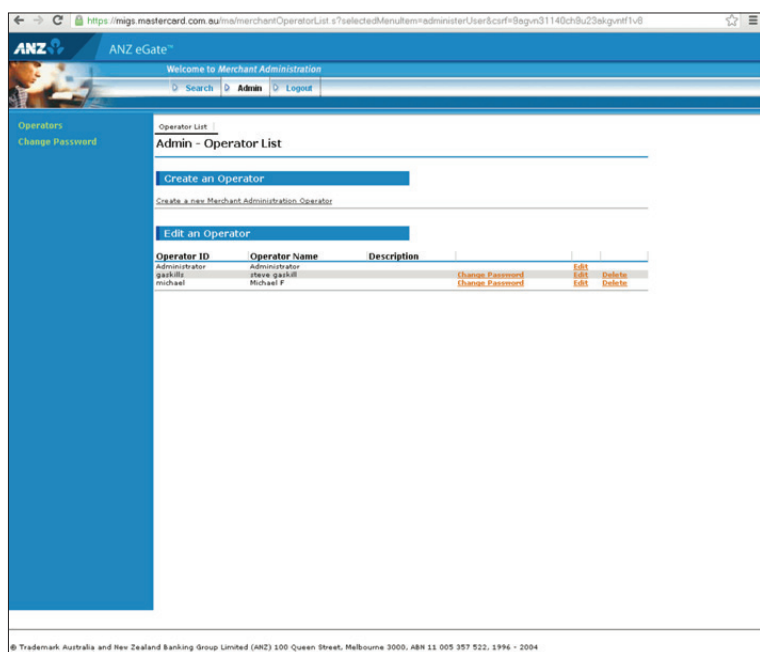 https://migs.mastercard.com.au/ma/merchantOperatorList.s?selectedMenuItem=administerUser&csrf=9agvn31140ch9u23akgvntf1v8
ANZ ANZ eGate™
Welcome to Merchant Administration
Search Admin Logout
Operators
Change Password
Operator List
Admin - Operator List
Create an Operator
Create a new Merchant Administration Operator
Edit an Operator
Operator ID Operator Name Description
Administrator Administrator Edit
gaskills steve gaskill Change Password Edit Delete
michael Michael F Change Password Edit Delete
© Trademark Australia and New Zealand Banking Group Limited (ANZ) 100 Queen Street, Melbourne 3000, ABN 11 005 357 522, 1996 - 2004